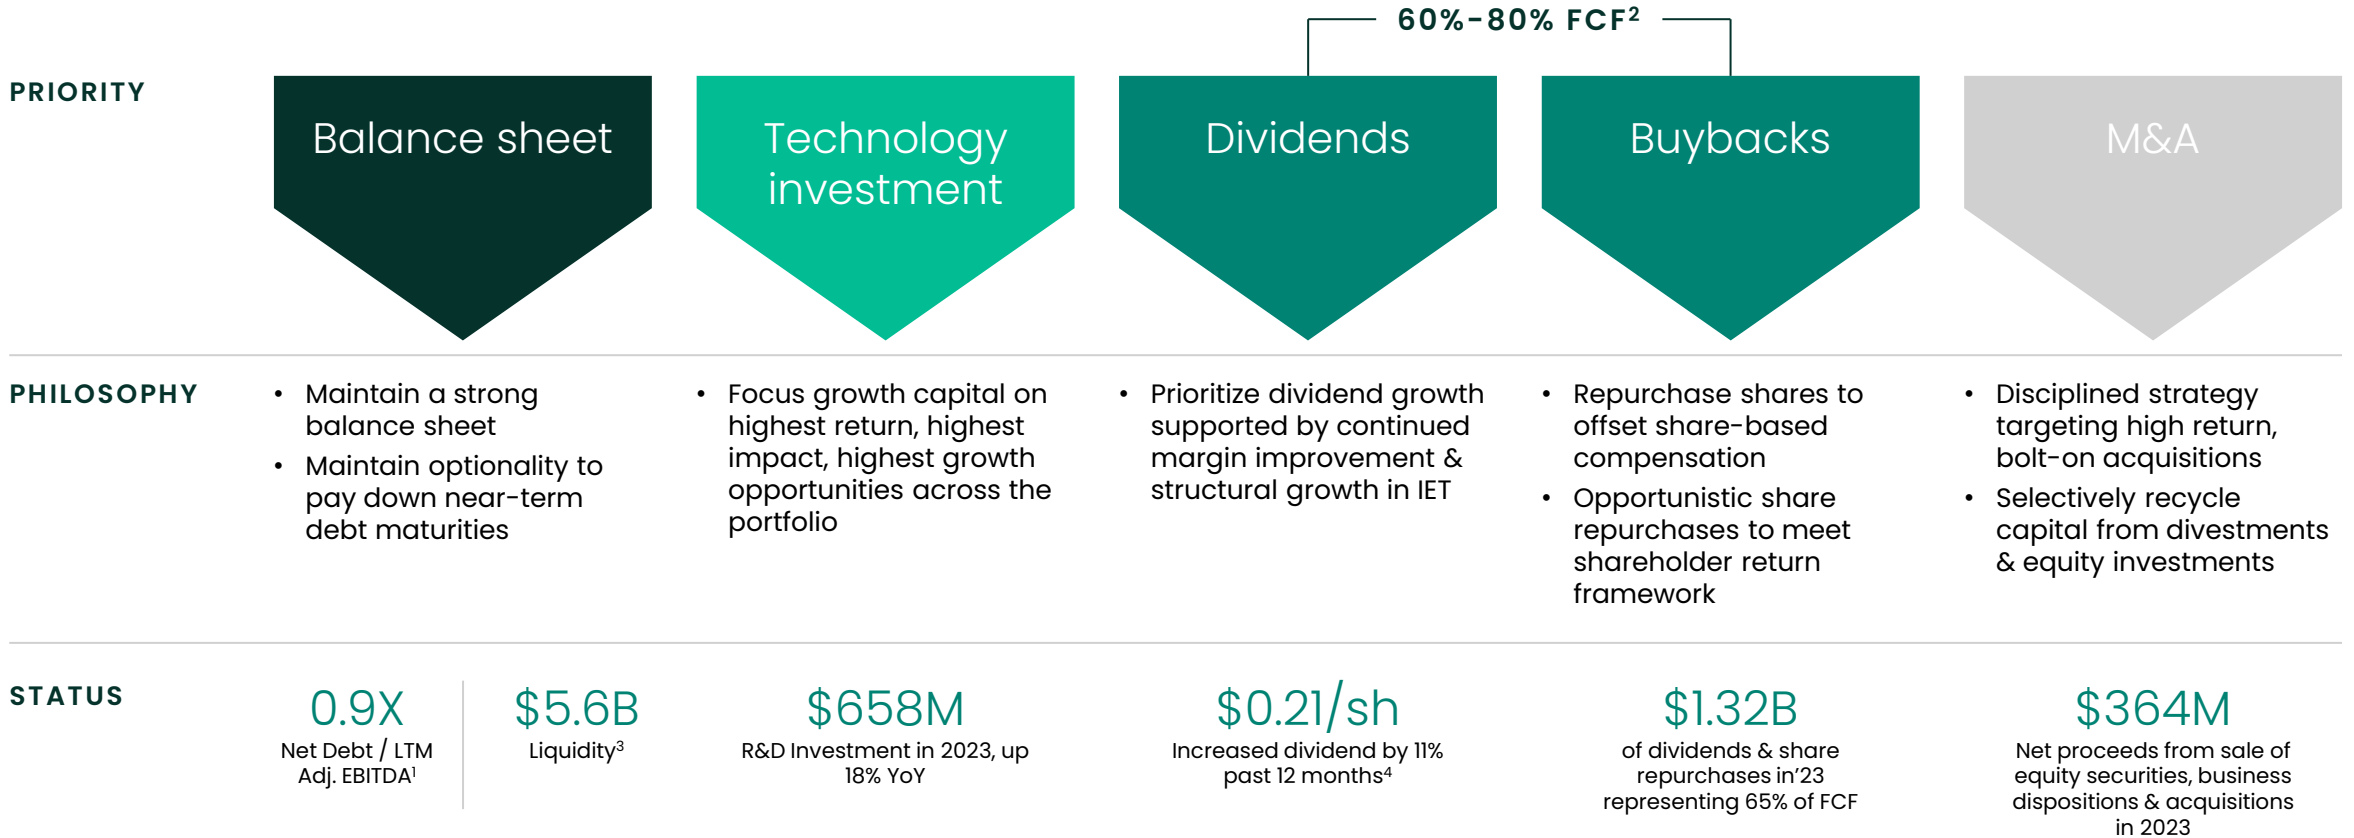 60%-80% FCF²
PRIORITY
Balance sheet
Technology
investment
Dividends
Buybacks
M&A
PHILOSOPHY
• Maintain a strong
balance sheet
• Maintain optionality to
pay down near-term
debt maturities
• Focus growth capital on
highest return, highest
impact, highest growth
opportunities across the
portfolio
• Prioritize dividend growth
supported by continued
margin improvement &
structural growth in IET
• Repurchase shares to
offset share-based
compensation
• Opportunistic share
repurchases to meet
shareholder return
framework
• Disciplined strategy
targeting high return,
bolt-on acquisitions
• Selectively recycle
capital from divestments
& equity investments
STATUS
0.9X
Net Debt / LTM
Adj. EBITDA¹
$5.6B
Liquidity³
$658M
R&D Investment in 2023, up
18% YoY
$0.21/sh
Increased dividend by 11%
past 12 months⁴
$1.32B
of dividends & share
repurchases in’23
representing 65% of FCF
$364M
Net proceeds from sale of
equity securities, business
dispositions & acquisitions
in 2023